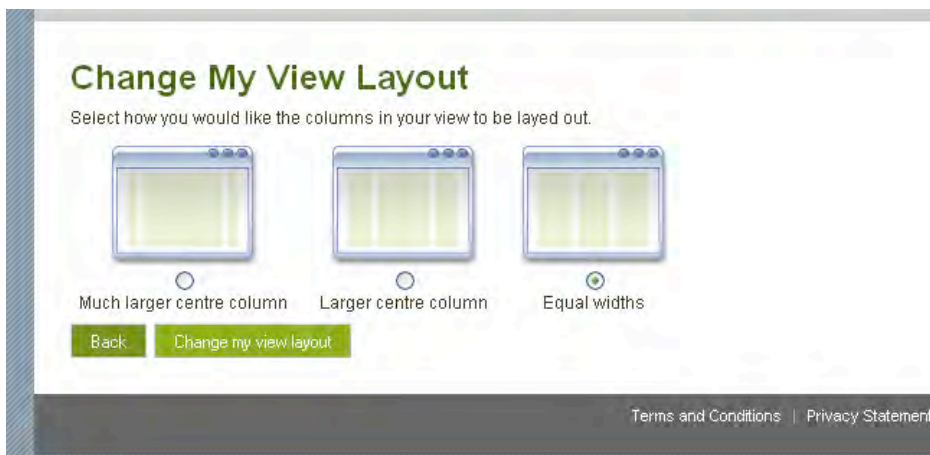 Change My View Layout
Select how you would like the columns in your view to be layed out.
Much larger centre column Larger centre column Equal widths
Back Change my view layout
Terms and Conditions | Privacy Statement